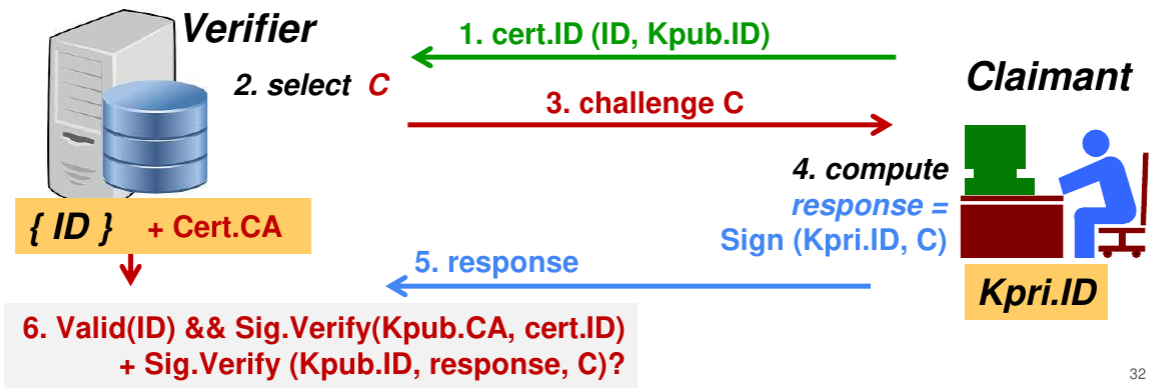 Verifier
1. cert.ID (ID, Kpub.ID)
2. select C
3. challenge C
Claimant
4. compute
response =
Sign (Kpri.ID, C)
{ ID } + Cert.CA
5. response
Kpri.ID
6. Valid(ID) && Sig.Verify(Kpub.CA, cert.ID)
+ Sig.Verify (Kpub.ID, response, C)?
32